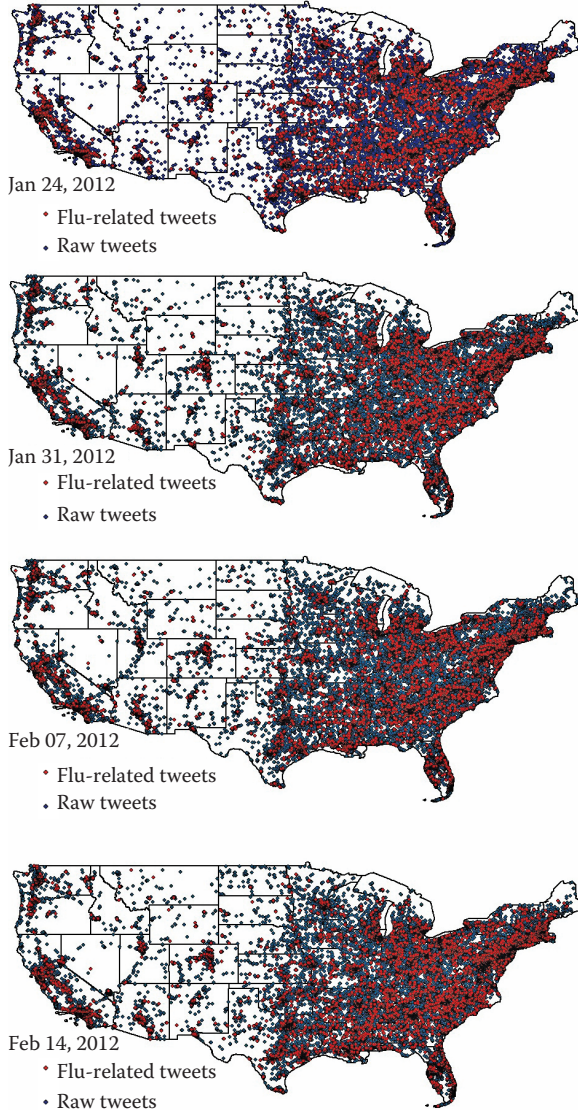 Jan 24, 2012
Flu-related tweets
Raw tweets
Jan 31, 2012
Flu-related tweets
Raw tweets
Feb 07, 2012
Flu-related tweets
Raw tweets
Feb 14, 2012
Flu-related tweets
Raw tweets